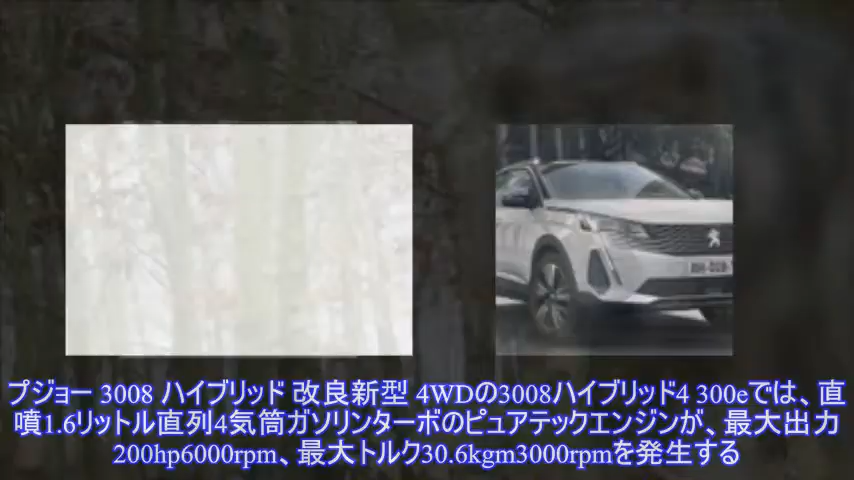 プジョー 3008 ハイブリッド 改良新型 4WDの3008ハイブリッド4 300eでは、直
噴1.6リットル直列4気筒ガソリンターボのピュアテックエンジンが、最大出力
200hp6000rpm、最大トルク30.6kgm3000rpmを発生する